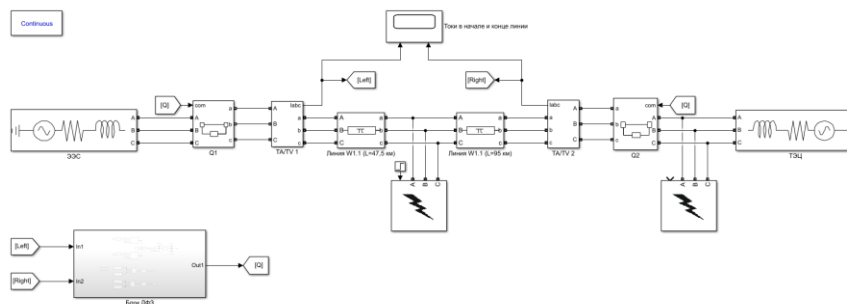 Continuous
Токи в начале и конце линии
[Left]
[Right]
[Q]
com
A
B
C
a
b
c
Q1
Iabc
A
B
C
a
b
c
TA/TV 1
A
B
C
a
b
c
Линия W1.1 (L=47,5 км)
A
B
C
a
b
c
Линия W1.1 (L=95 км)
Iabc
A
B
C
a
b
c
TA/TV 2
com
A
B
C
a
b
c
Q2
[Q]
A
B
C
ЭЭС
A
B
C
ТЭЦ
A B C
A B C
[Left]
[Right]
In1
In2
Out1
[Q]